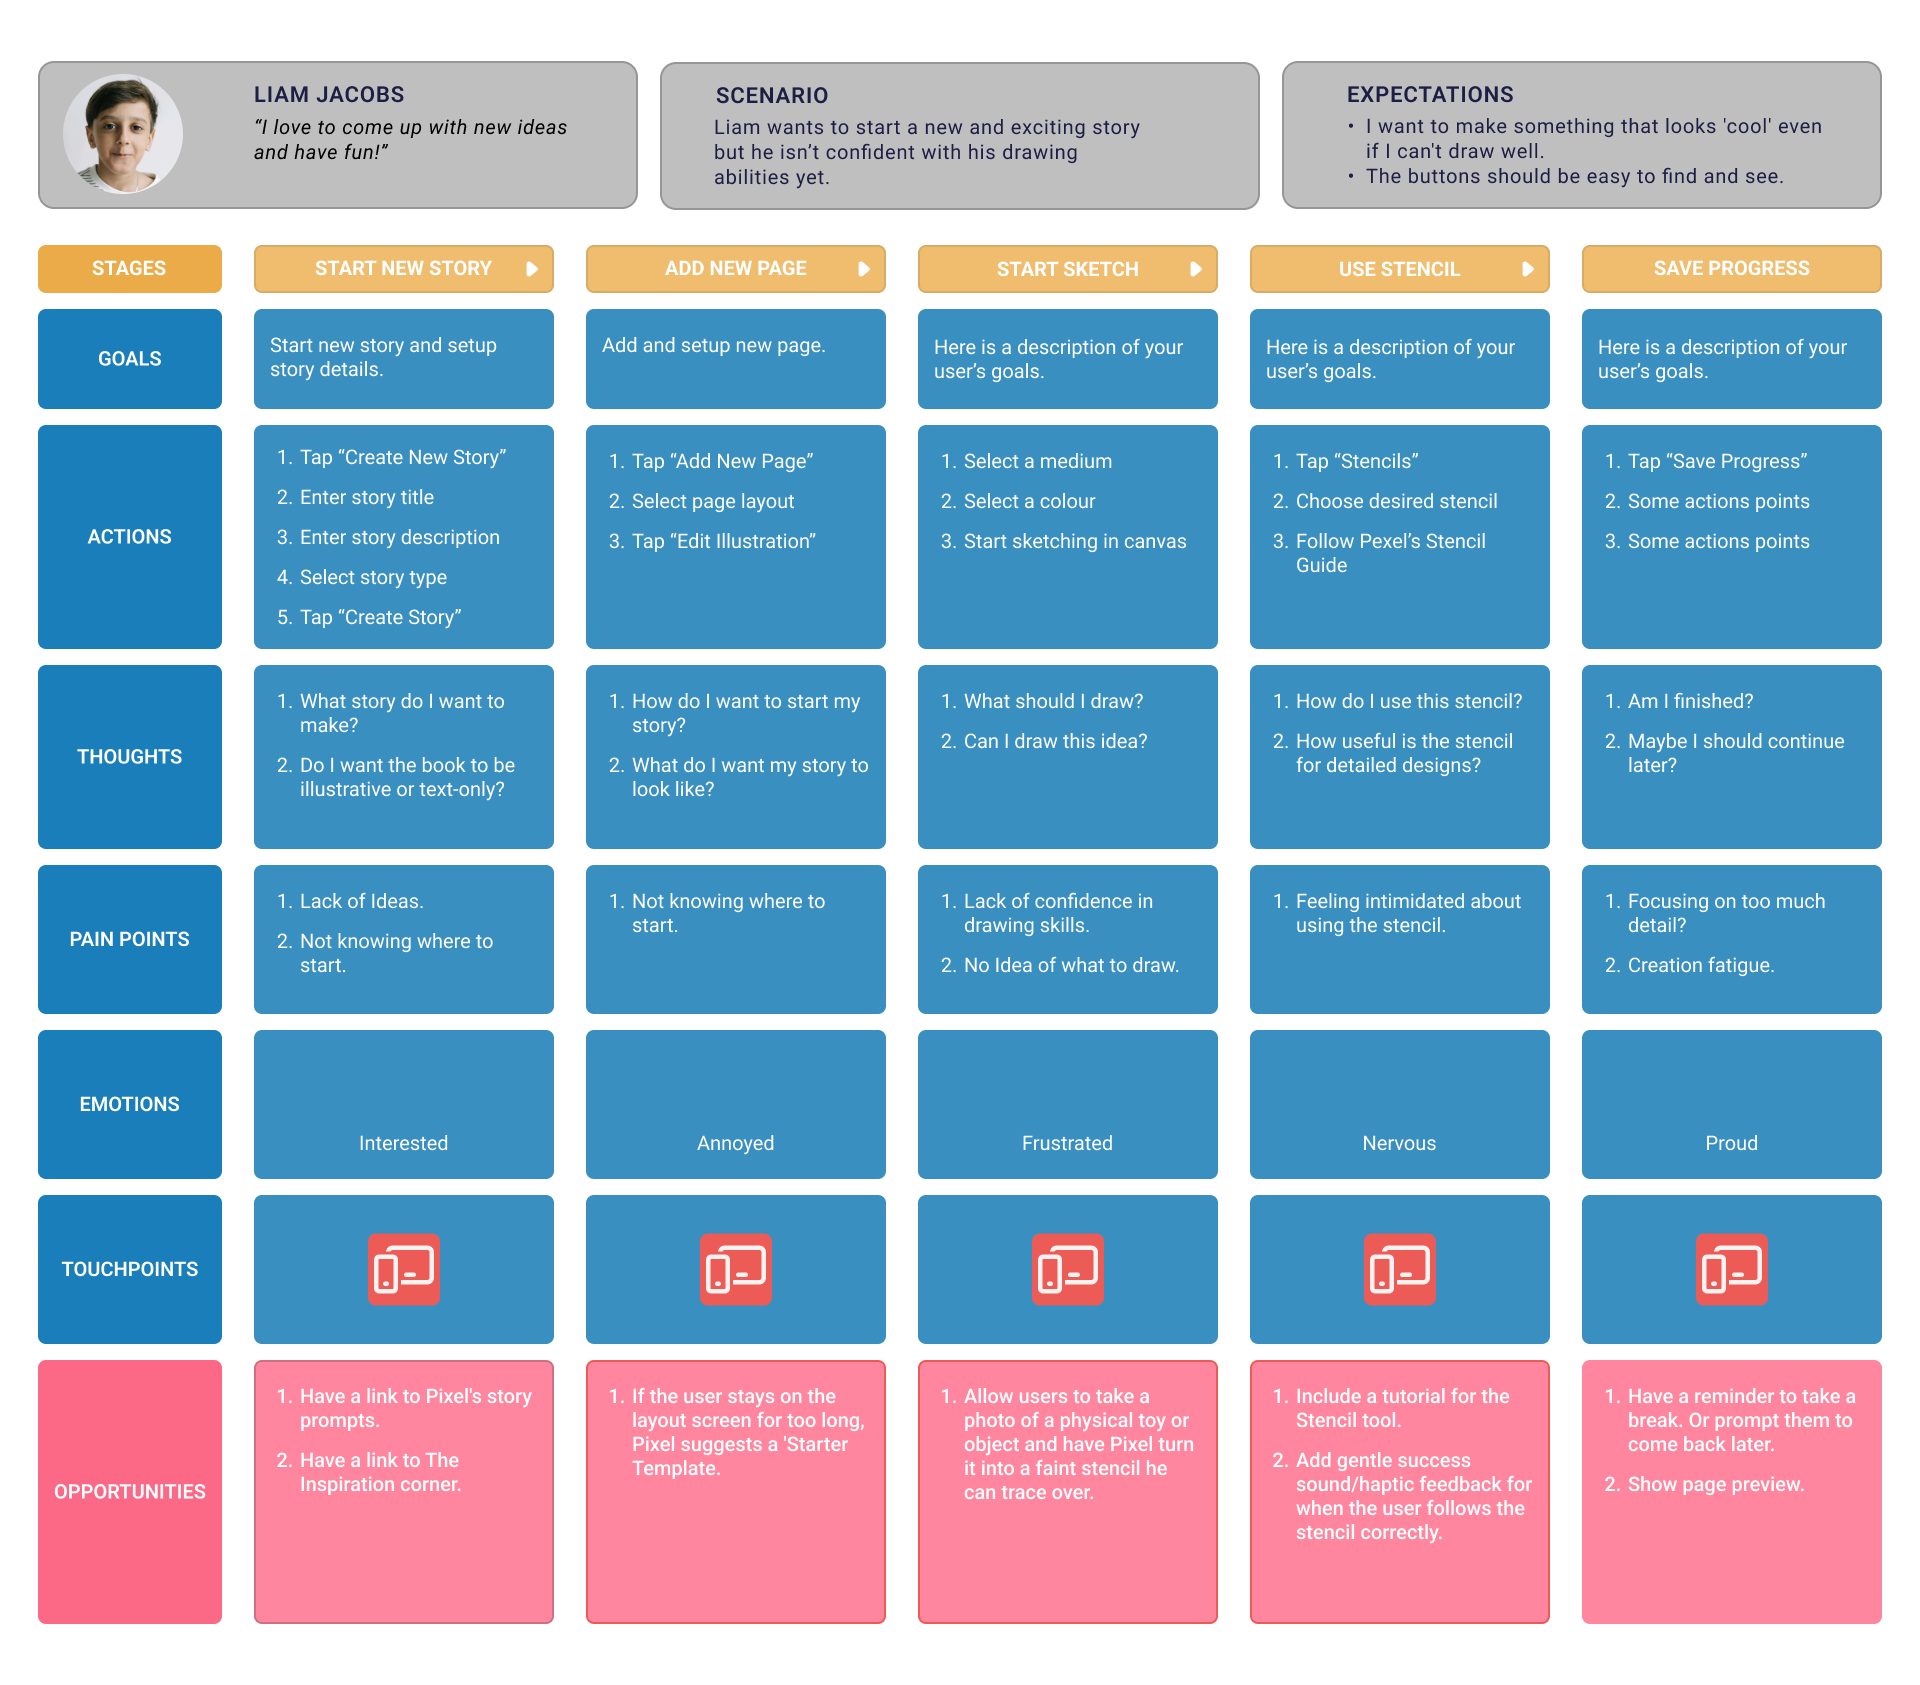 LIAM JACOBS
“I love to come up with new ideas
and have fun!”
SCENARIO
Liam wants to start a new and exciting story
but he isn’t confident with his drawing
abilities yet.
EXPECTATIONS
• I want to make something that looks 'cool' even
if I can't draw well.
• The buttons should be easy to find and see.
STAGES
START NEW STORY
ADD NEW PAGE
START SKETCH
USE STENCIL
SAVE PROGRESS
GOALS
Start new story and setup
story details.
Add and setup new page.
Here is a description of your
user’s goals.
Here is a description of your
user’s goals.
Here is a description of your
user’s goals.
ACTIONS
1. Tap “Create New Story”
2. Enter story title
3. Enter story description
4. Select story type
5. Tap “Create Story”
1. Tap “Add New Page”
2. Select page layout
3. Tap “Edit Illustration”
1. Select a medium
2. Select a colour
3. Start sketching in canvas
1. Tap “Stencils”
2. Choose desired stencil
3. Follow Pexel’s Stencil
Guide
1. Tap “Save Progress”
2. Some actions points
3. Some actions points
THOUGHTS
1. What story do I want to
make?
2. Do I want the book to be
illustrative or text-only?
1. How do I want to start my
story?
2. What do I want my story to
look like?
1. What should I draw?
2. Can I draw this idea?
1. How do I use this stencil?
2. How useful is the stencil
for detailed designs?
1. Am I finished?
2. Maybe I should continue
later?
PAIN POINTS
1. Lack of Ideas.
2. Not knowing where to
start.
1. Not knowing where to
start.
1. Lack of confidence in
drawing skills.
2. No Idea of what to draw.
1. Feeling intimidated about
using the stencil.
1. Focusing on too much
detail?
2. Creation fatigue.
EMOTIONS
Interested
Annoyed
Frustrated
Nervous
Proud
TOUCHPOINTS
OPPORTUNITIES
1. Have a link to Pixel's story
prompts.
2. Have a link to The
Inspiration corner.
1. If the user stays on the
layout screen for too long,
Pixel suggests a 'Starter
Template.
1. Allow users to take a
photo of a physical toy or
object and have Pixel turn
it into a faint stencil he
can trace over.
1. Include a tutorial for the
Stencil tool.
2. Add gentle success
sound/haptic feedback for
when the user follows the
stencil correctly.
1. Have a reminder to take a
break. Or prompt them to
come back later.
2. Show page preview.